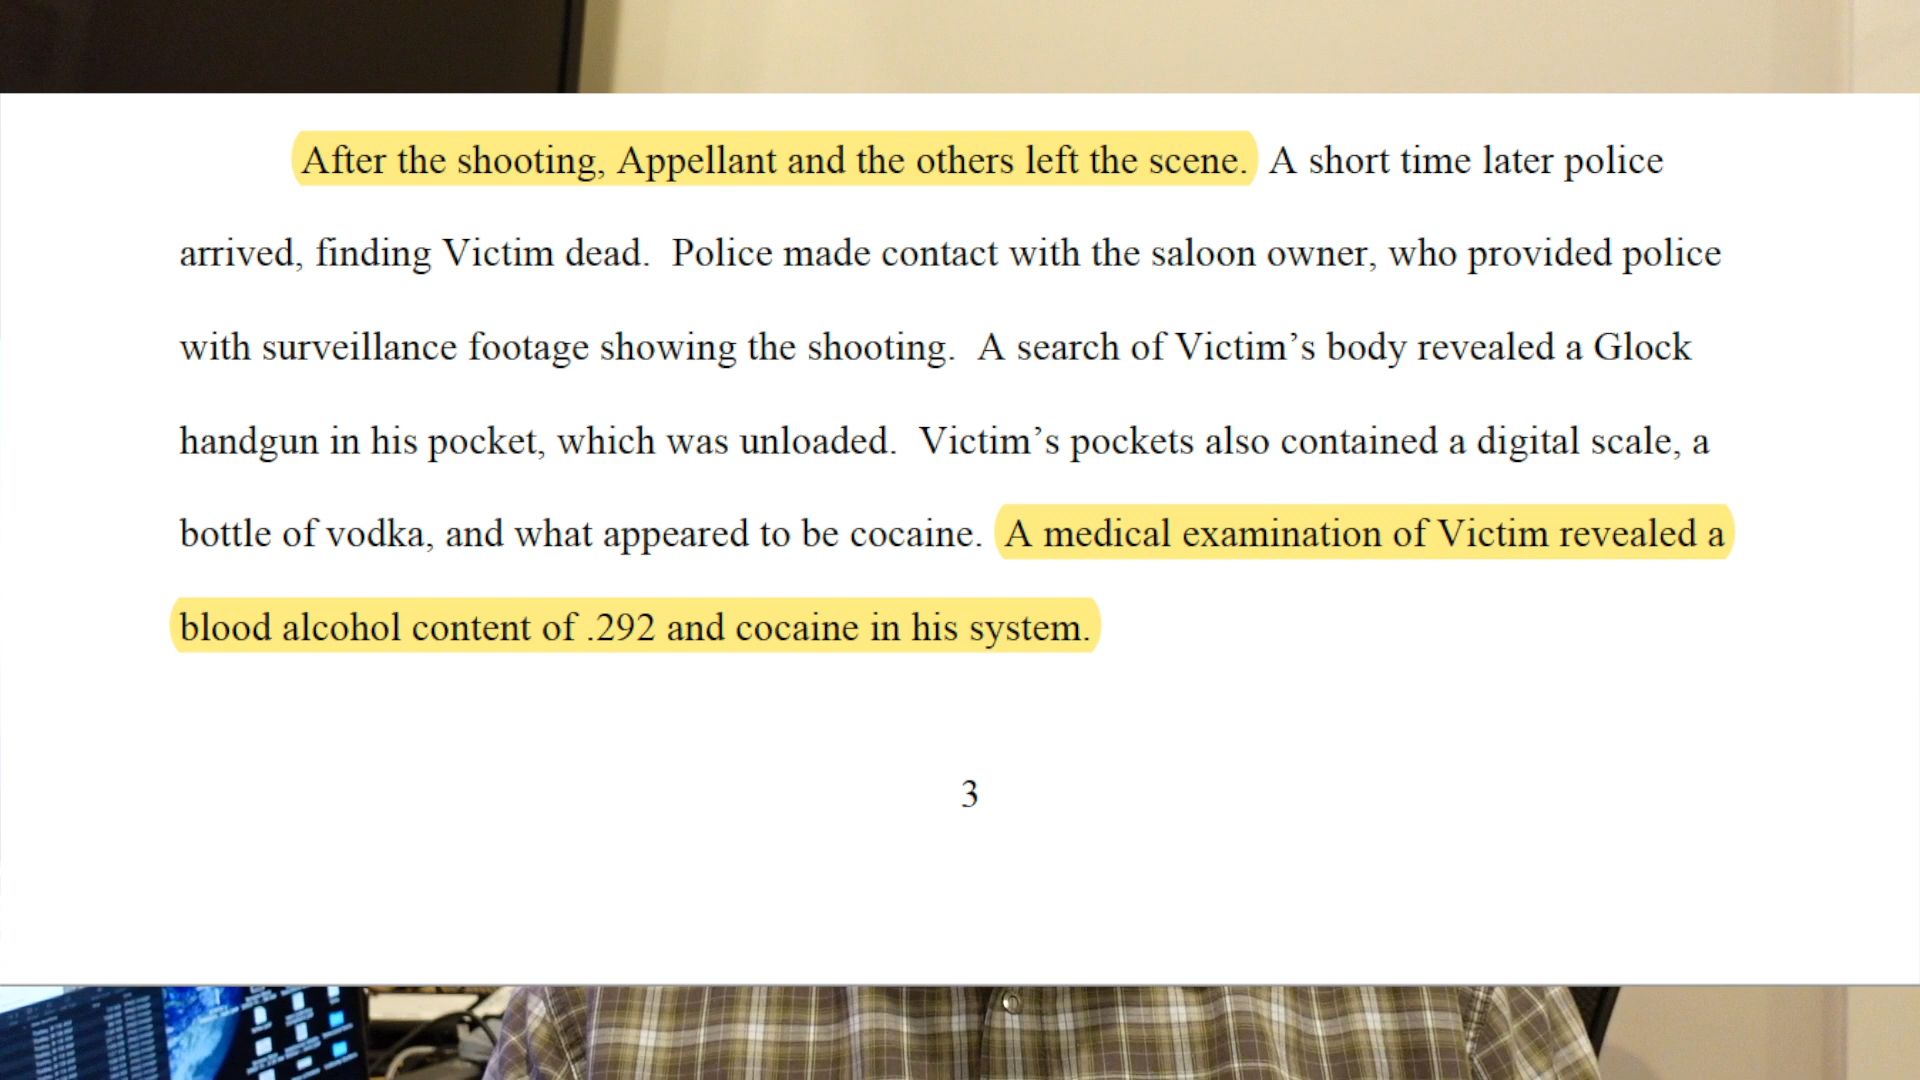 After the shooting, Appellant and the others left the scene. A short time later police
arrived, finding Victim dead. Police made contact with the saloon owner, who provided police
with surveillance footage showing the shooting. A search of Victim’s body revealed a Glock
handgun in his pocket, which was unloaded. Victim’s pockets also contained a digital scale, a
bottle of vodka, and what appeared to be cocaine. A medical examination of Victim revealed a
blood alcohol content of .292 and cocaine in his system.
3